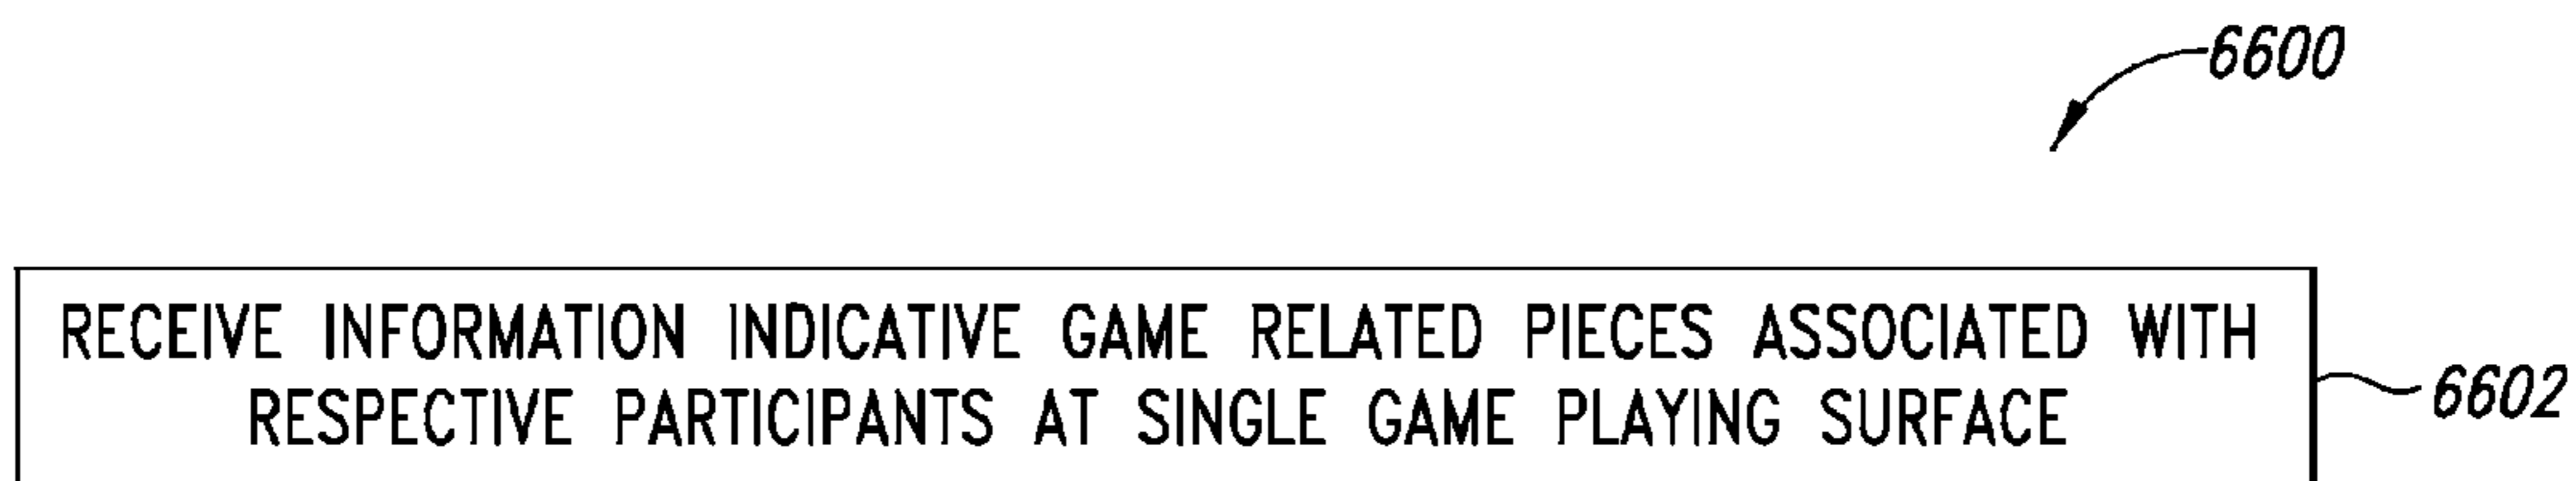 6600
RECEIVE INFORMATION INDICATIVE GAME RELATED PIECES ASSOCIATED WITH
RESPECTIVE PARTICIPANTS AT SINGLE GAME PLAYING SURFACE
6602